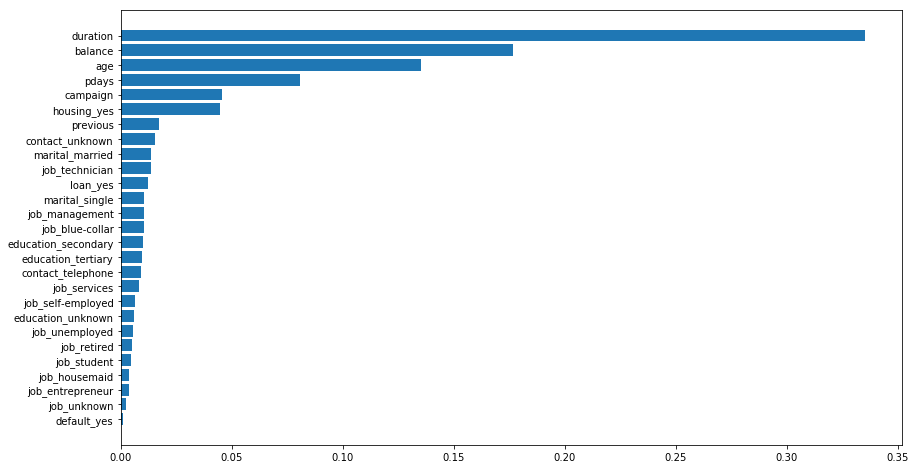 duration
balance
age
pdays
campaign
housing_yes
previous
contact_unknown
marital_married
job_technician
loan_yes
marital_single
job_management
job_blue-collar
education_secondary
education_tertiary
contact_telephone
job_services
job_self-employed
education_unknown
job_unemployed
job_retired
job_student
job_housemaid
job_entrepreneur
job_unknown
default_yes
0.00 0.05 0.10 0.15 0.20 0.25 0.30 0.35